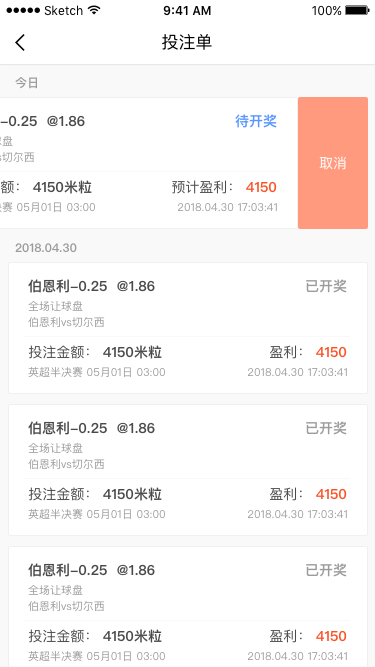 Sketch 9:41 AM 100%
投注单
今日
-0.25 @1.86 待开奖
球盘
切尔西
额： 4150米粒 预计盈利： 4150
决赛 05月01日 03:00 2018.04.30 17:03:41
取消
2018.04.30
伯恩利-0.25 @1.86 已开奖
全场让球盘
伯恩利vs切尔西
投注金额： 4150米粒 盈利： 4150
英超半决赛 05月01日 03:00 2018.04.30 17:03:41
伯恩利-0.25 @1.86 已开奖
全场让球盘
伯恩利vs切尔西
投注金额： 4150米粒 盈利： 4150
英超半决赛 05月01日 03:00 2018.04.30 17:03:41
伯恩利-0.25 @1.86 已开奖
全场让球盘
伯恩利vs切尔西
投注金额： 4150米粒 盈利： 4150
英超半决赛 05月01日 03:00 2018.04.30 17:03:41